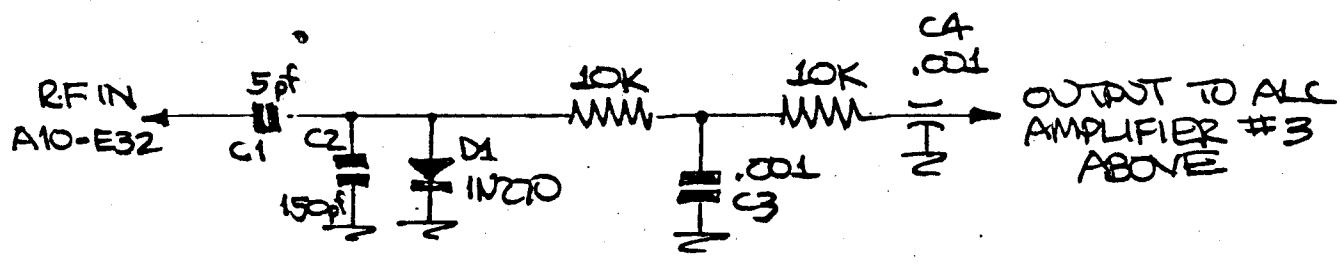 RF IN
A10-E32
5pf
C1
C2
150pf
D1
1N270
10K
.001
C3
10K
C4
.001
OUTPUT TO ALC
AMPLIFIER #3
ABOVE